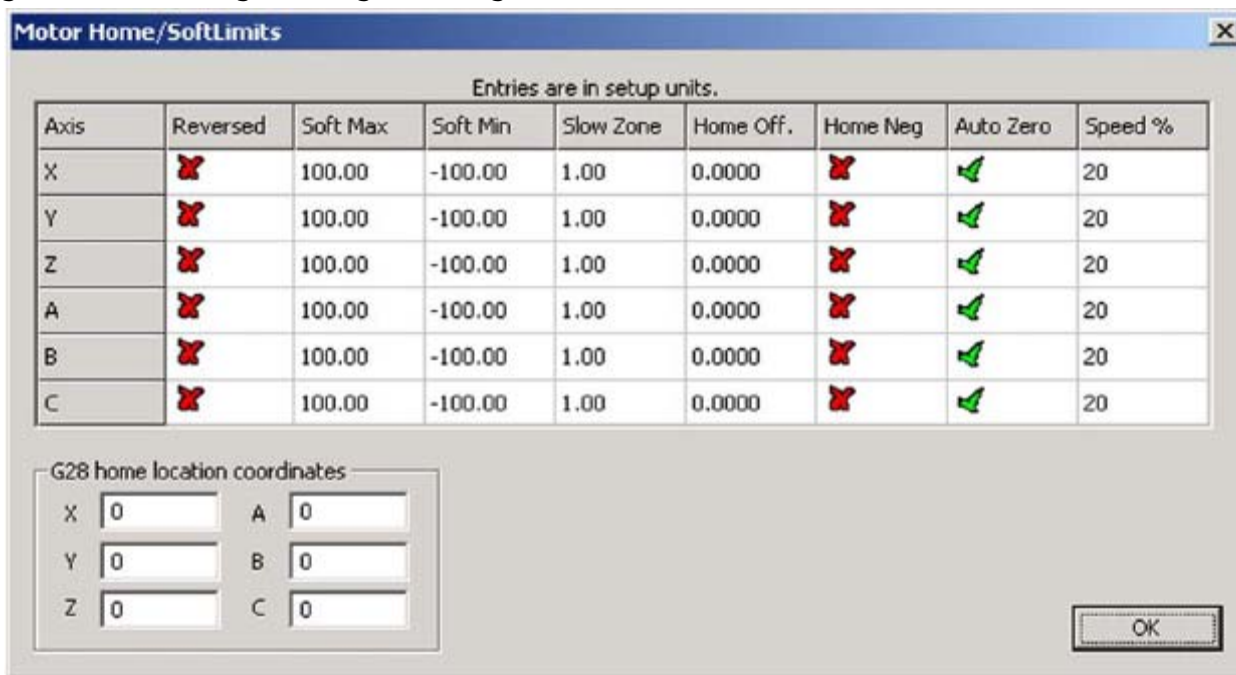 Motor Home/SoftLimits
Entries are in setup units.
Axis Reversed Soft Max Soft Min Slow Zone Home Off. Home Neg Auto Zero Speed %
X 100.00 -100.00 1.00 0.0000 20
Y 100.00 -100.00 1.00 0.0000 20
Z 100.00 -100.00 1.00 0.0000 20
A 100.00 -100.00 1.00 0.0000 20
B 100.00 -100.00 1.00 0.0000 20
C 100.00 -100.00 1.00 0.0000 20
G28 home location coordinates
X 0 A 0
Y 0 B 0
Z 0 C 0
OK